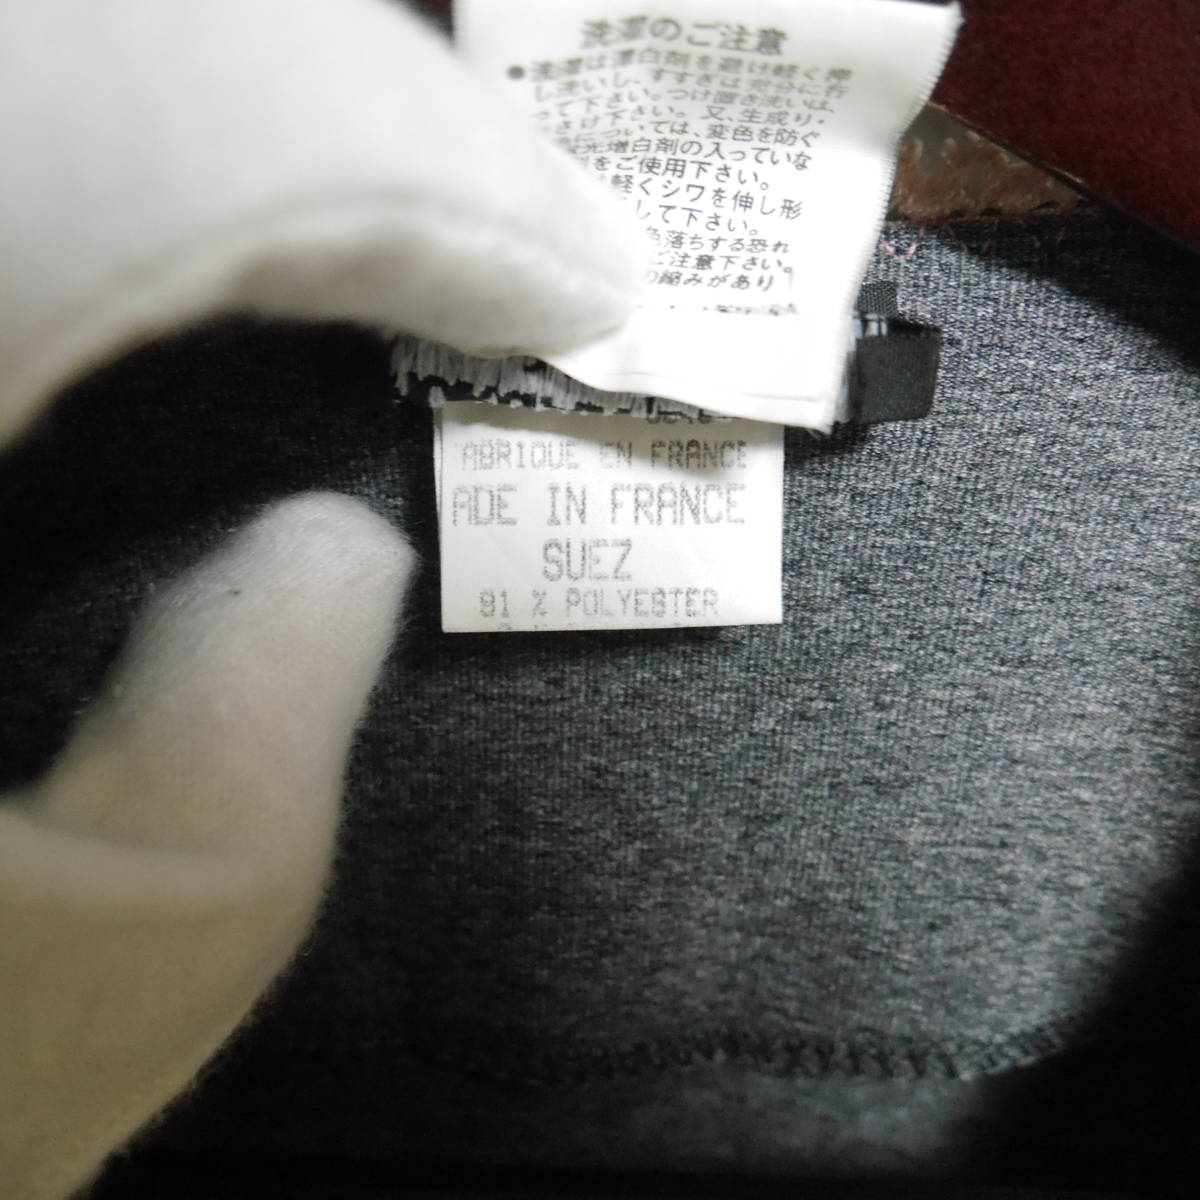 洗濯のご注意
●洗濯は漂白剤を避け軽く押
し洗いし、すすぎは充分に行
って下さい。つけ置き洗いは、
さけ下さい。又、生成り・
については、変色を防ぐ
光増白剤の入っていな
をご使用下さい。
軽くシワを伸し形
して下さい。
色落ちする恐れ
ご注意下さい。
の縮みがあり
ABRIQUE EN FRANCE
ADE IN FRANCE
SUEZ
81 % POLYESTER